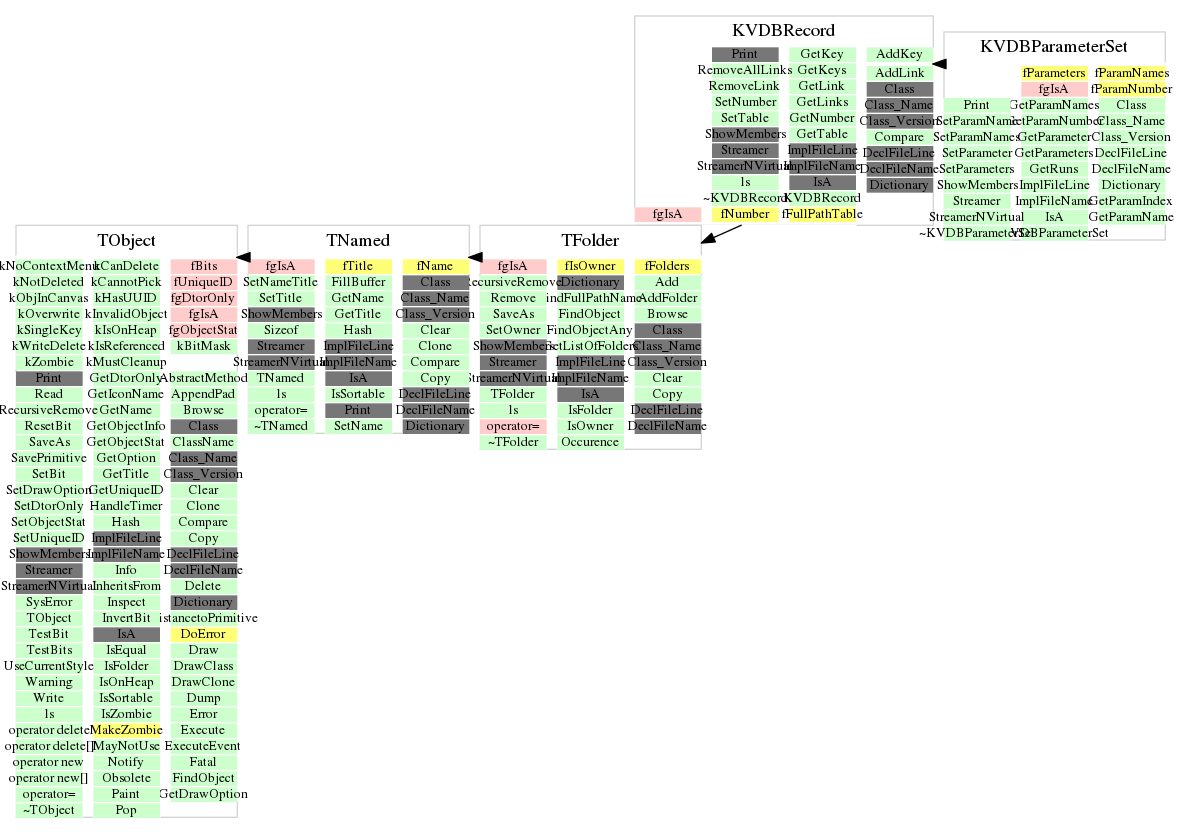 KVDBRecord
Print GetKey AddKey
RemoveAllLinks GetKeys AddLink
RemoveLink GetLink Class
SetNumber GetLinks Class_Name
SetTable GetNumber Class_Version
ShowMembers GetTable Compare
Streamer ImplFileLine DeclFileLine
StreamerNVirtual ImplFileName DeclFileName
ls IsA Dictionary
~KVDBRecord KVDBRecord
fgIsA fNumber fFullPathTable
KVDBParameterSet
fParameters fParamNames
fgIsA fParamNumber
Print GetParamNames Class
SetParamName GetParamNumber Class_Name
SetParamNames GetParameter Class_Version
SetParameter GetParameters DeclFileLine
SetParameters GetRuns DeclFileName
ShowMembers ImplFileLine Dictionary
Streamer ImplFileName GetParamIndex
StreamerNVirtual IsA GetParamName
~KVDBParameterSet KVDBParameterSet
TObject
kNoContextMenu kCanDelete fBits
kNotDeleted kCannotPick fUniqueID
kObjInCanvas kHasUUID fgDtorOnly
kOverwrite kInvalidObject fgIsA
kSingleKey kIsOnHeap fgObjectStat
kWriteDelete kIsReferenced kBitMask
kZombie kMustCleanup
Print GetDtorOnly AbstractMethod
Read GetIconName AppendPad
RecursiveRemove GetName Browse
ResetBit GetObjectInfo Class
SaveAs GetObjectStat ClassName
SavePrimitive GetOption Class_Name
SetBit GetTitle Class_Version
SetDrawOption GetUniqueID Clear
SetDtorOnly HandleTimer Clone
SetObjectStat Hash Compare
SetUniqueID ImplFileLine Copy
ShowMembers ImplFileName DeclFileLine
Streamer Info DeclFileName
StreamerNVirtual InheritsFrom Delete
SysError Inspect Dictionary
TObject InvertBit istancetoPrimitive
TestBit IsA DoError
TestBits IsEqual Draw
UseCurrentStyle IsFolder DrawClass
Warning IsOnHeap DrawClone
Write IsSortable Dump
ls IsZombie Error
operator delete MakeZombie Execute
operator delete[] MayNotUse ExecuteEvent
operator new Notify Fatal
operator new[] Obsolete FindObject
operator= Paint GetDrawOption
~TObject Pop
TNamed
fgIsA fTitle fName
SetNameTitle FillBuffer Class
SetTitle GetName Class_Name
ShowMembers GetTitle Class_Version
Sizeof Hash Clear
Streamer ImplFileLine Clone
StreamerNVirtual ImplFileName Compare
TNamed IsA Copy
ls IsSortable DeclFileLine
operator= Print DeclFileName
~TNamed SetName Dictionary
TFolder
fgIsA fIsOwner fFolders
RecursiveRemove Dictionary Add
Remove indFullPathName AddFolder
SaveAs FindObject Browse
SetOwner FindObjectAny Class
ShowMembers GetListOfFolders Class_Name
Streamer ImplFileLine Class_Version
StreamerNVirtual ImplFileName Clear
TFolder IsA Copy
ls IsFolder DeclFileLine
operator= IsOwner DeclFileName
~TFolder Occurence